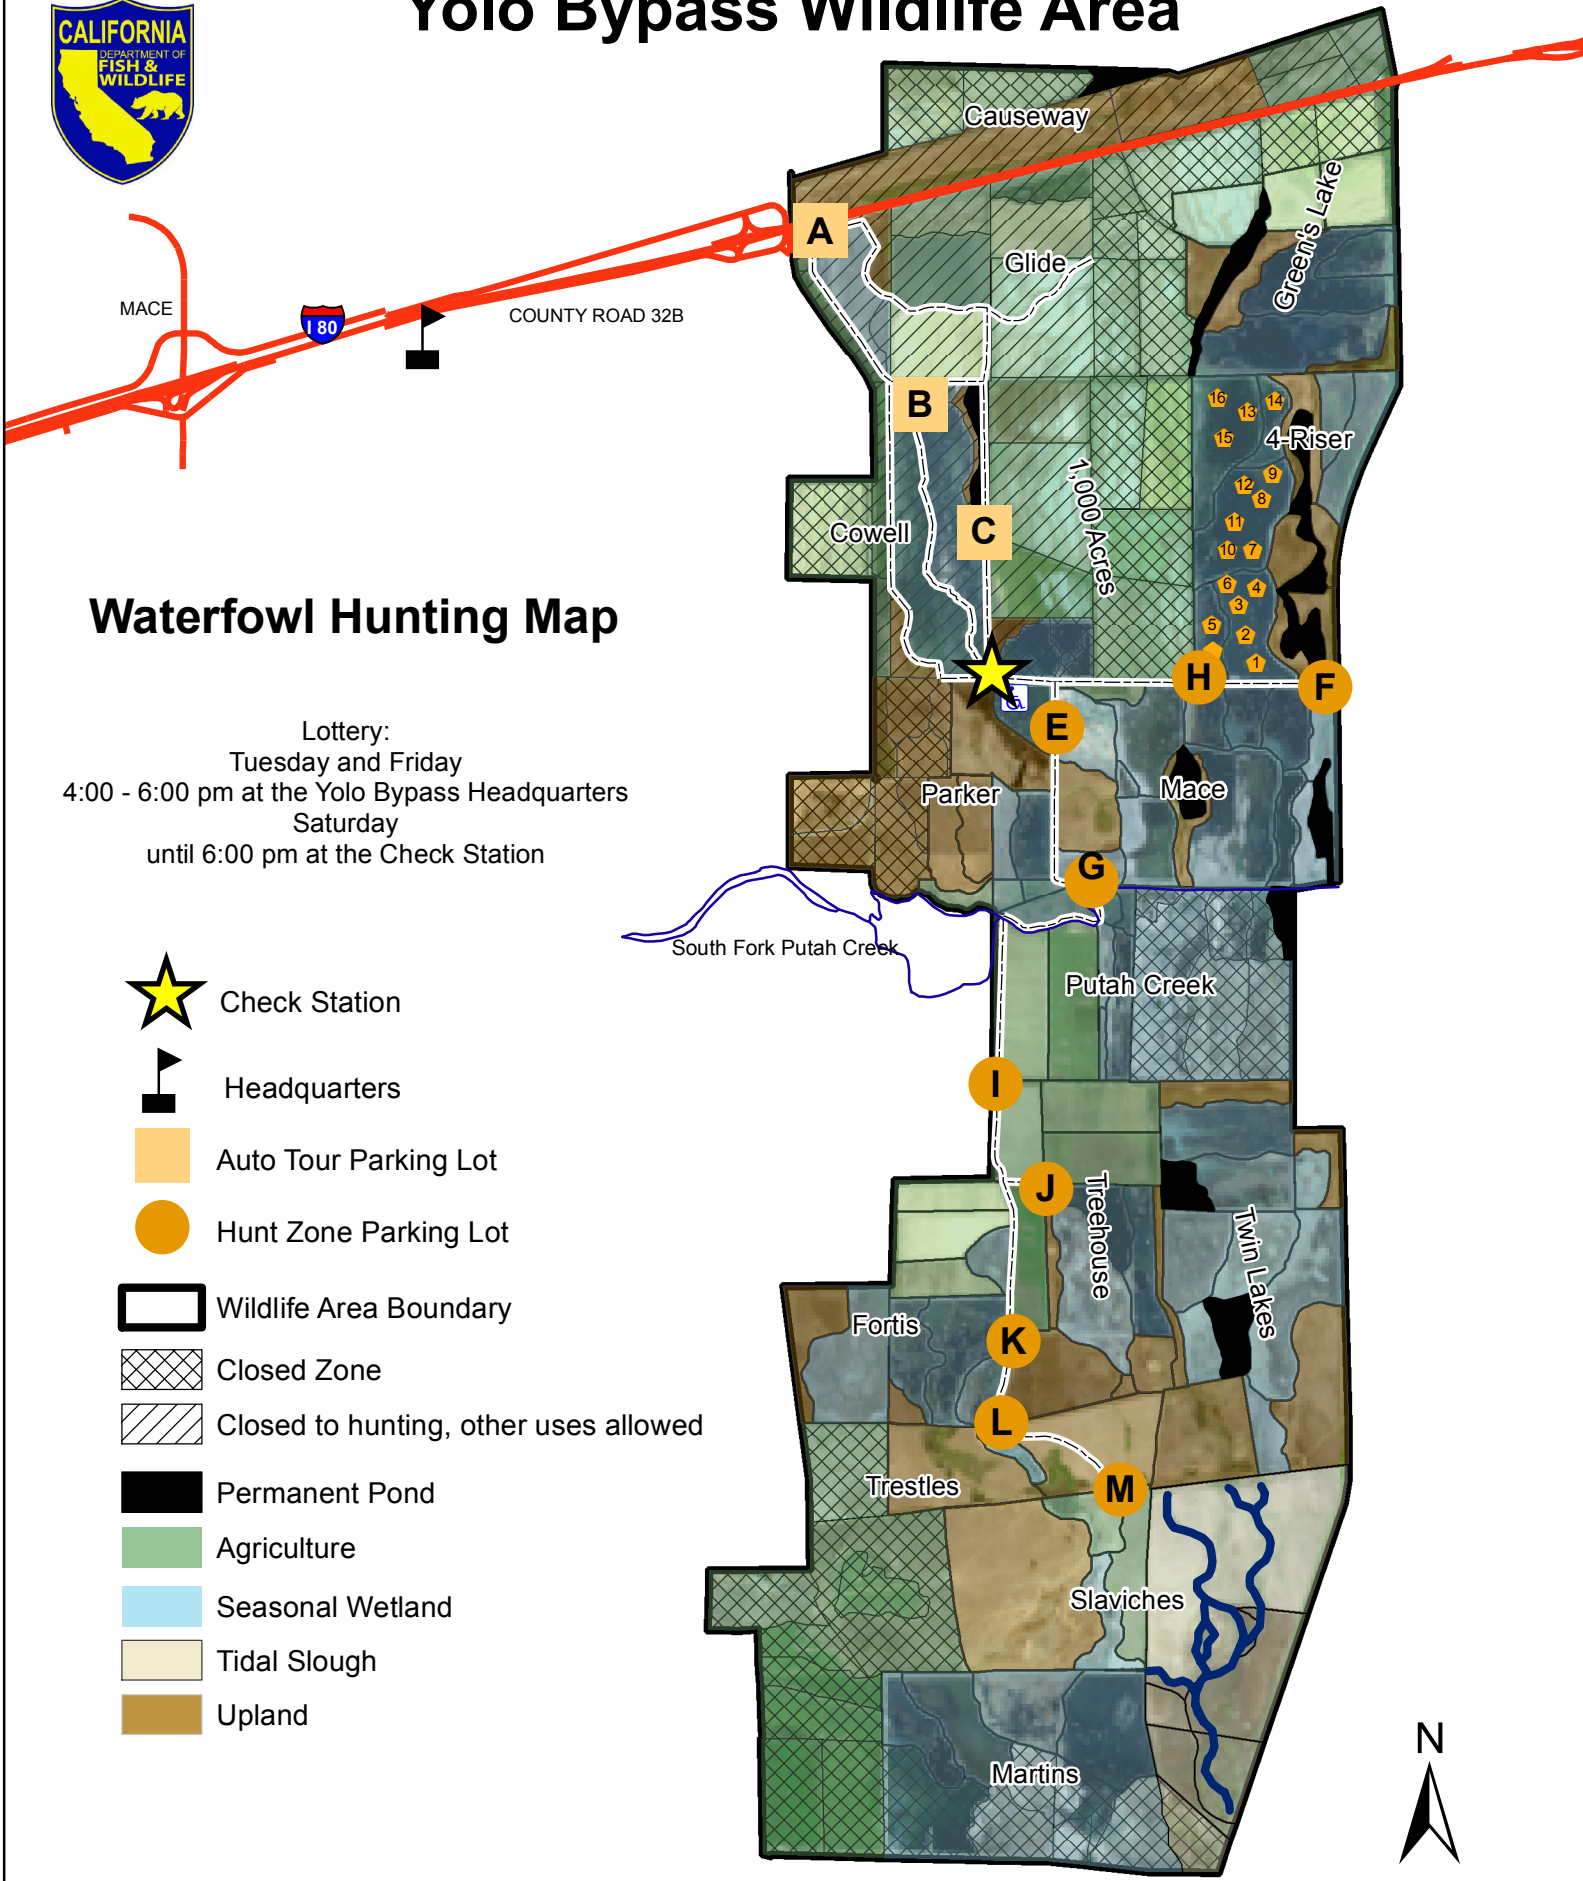 Yolo Bypass Wildlife Area
CALIFORNIA
DEPARTMENT OF
FISH &
WILDLIFE
Causeway
Green's Lake
A
Glide
MACE
I 80
COUNTY ROAD 32B
B
16
13
14
15
4-Riser
9
12
8
11
10
7
6
4
3
5
2
1
1,000 Acres
Cowell
C
Waterfowl Hunting Map
H
F
E
Lottery:
Tuesday and Friday
4:00 - 6:00 pm at the Yolo Bypass Headquarters
Saturday
until 6:00 pm at the Check Station
Parker
Mace
G
South Fork Putah Creek
Putah Creek
I
J
Treehouse
Twin Lakes
Fortis
K
L
Trestles
M
Slaviches
Martins
Check Station
Headquarters
Auto Tour Parking Lot
Hunt Zone Parking Lot
Wildlife Area Boundary
Closed Zone
Closed to hunting, other uses allowed
Permanent Pond
Agriculture
Seasonal Wetland
Tidal Slough
Upland
N